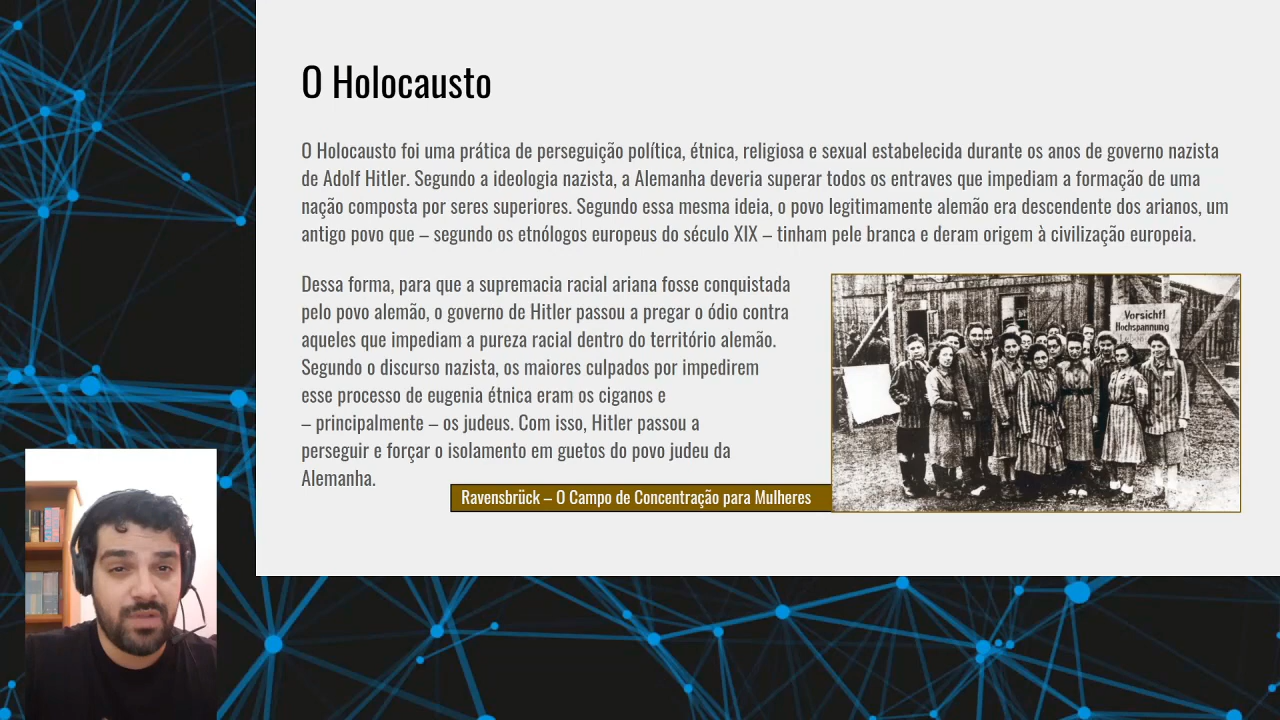 O Holocausto
O Holocausto foi uma prática de perseguição política, étnica, religiosa e sexual estabelecida durante os anos de governo nazista
de Adolf Hitler. Segundo a ideologia nazista, a Alemanha deveria superar todos os entraves que impediam a formação de uma
nação composta por seres superiores. Segundo essa mesma ideia, o povo legitimamente alemão era descendente dos arianos, um
antigo povo que – segundo os etnólogos europeus do século XIX – tinham pele branca e deram origem à civilização europeia.
Dessa forma, para que a supremacia racial ariana fosse conquistada
pelo povo alemão, o governo de Hitler passou a pregar o ódio contra
aqueles que impediam a pureza racial dentro do território alemão.
Segundo o discurso nazista, os maiores culpados por impedirem
esse processo de eugenia étnica eram os ciganos e
– principalmente – os judeus. Com isso, Hitler passou a
perseguir e forçar o isolamento em guetos do povo judeu da
Alemanha.
Vorsicht!
Hochspannung
Ravensbrück – O Campo de Concentração para Mulheres